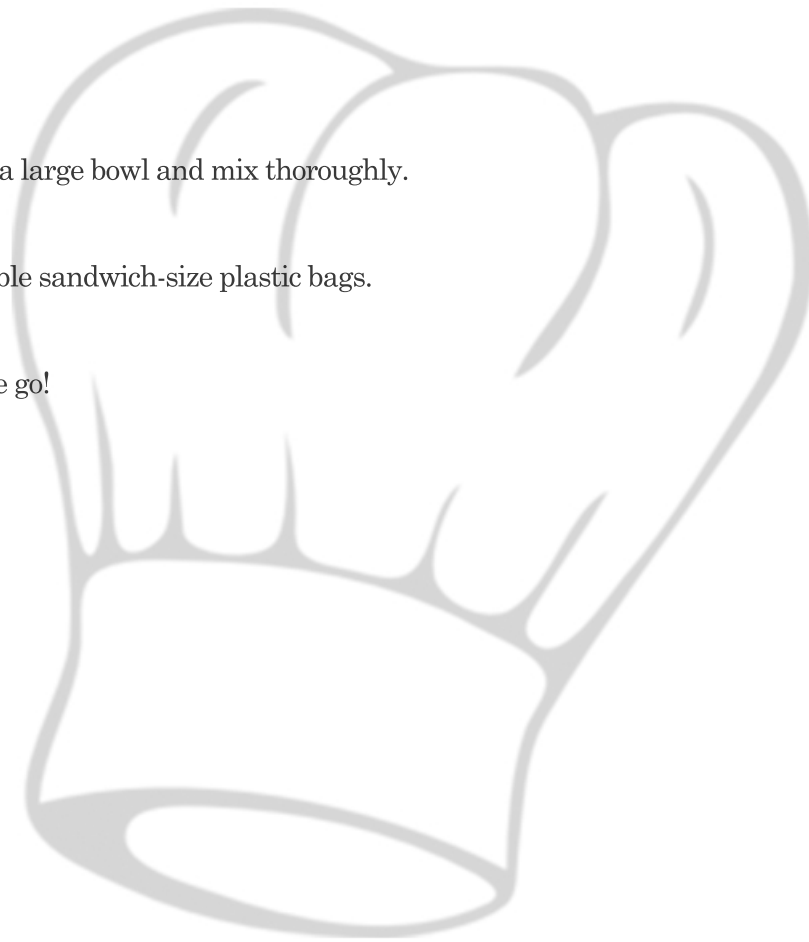 a large bowl and mix thoroughly.
ble sandwich-size plastic bags.
e go!